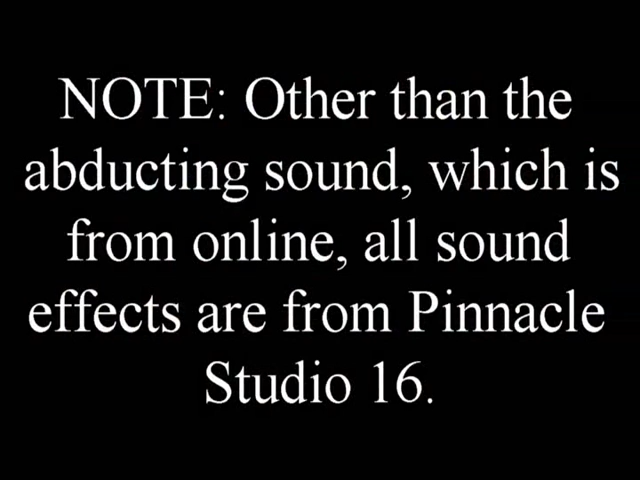 NOTE: Other than the
abducting sound, which is
from online, all sound
effects are from Pinnacle
Studio 16.